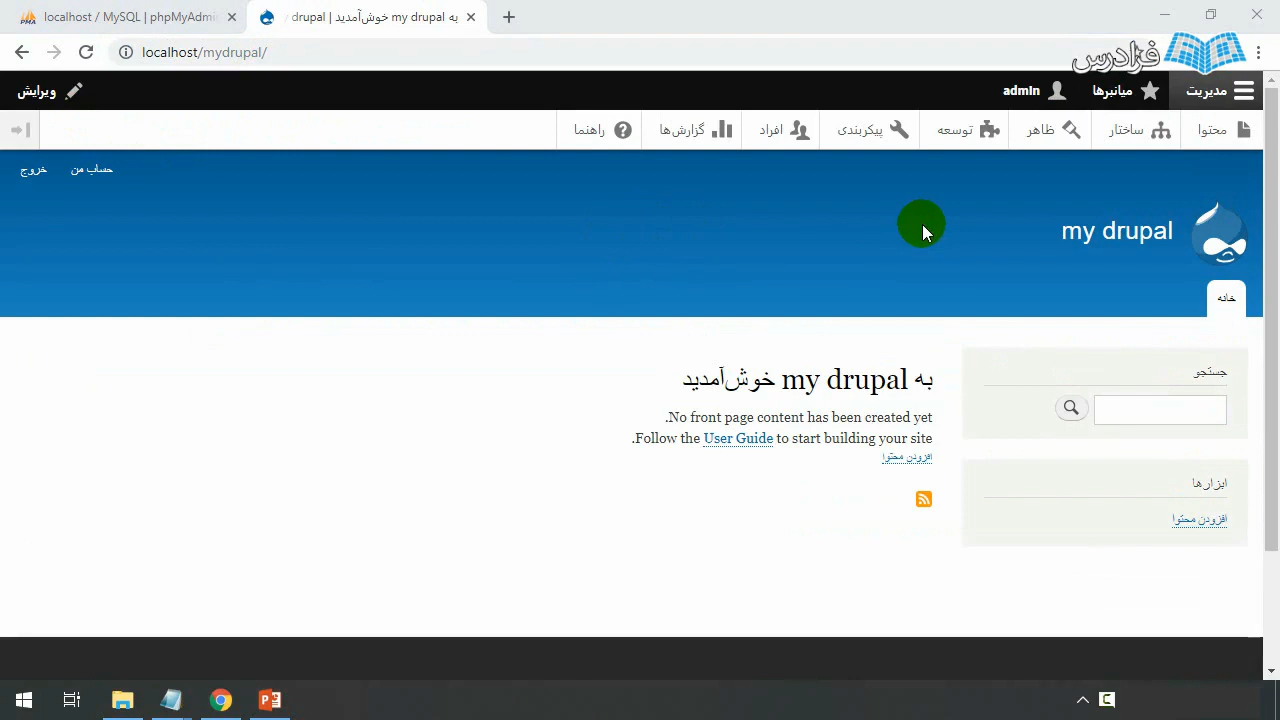 localhost / MySQL | phpMyAdmin
drupal | به my drupal خوش‌آمدید
localhost/mydrupal/
فرادرس
مدیریت
میانبرها
admin
ویرایش
محتوا
ساختار
ظاهر
توسعه
پیکربندی
افراد
گزارش‌ها
راهنما
حساب من
خروج
my drupal
خانه
جستجو
به my drupal خوش‌آمدید
No front page content has been created yet.
Follow the User Guide to start building your site.
افزودن محتوا
ابزارها
افزودن محتوا